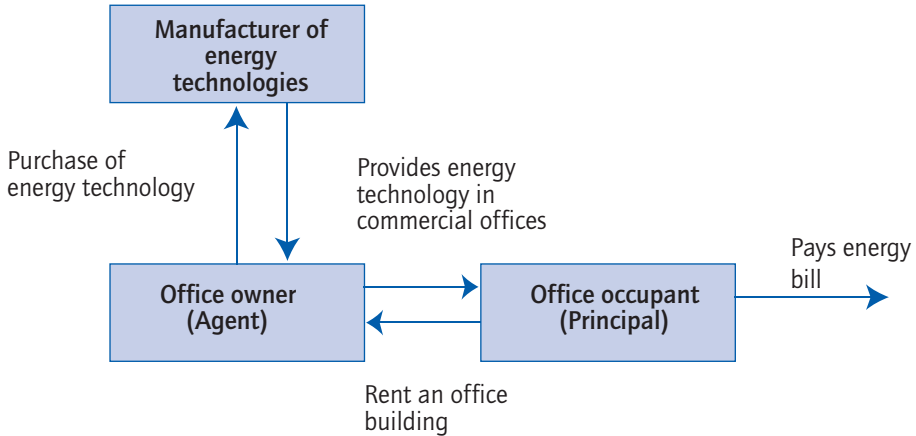 Manufacturer of
energy
technologies
Purchase of
energy technology
Provides energy
technology in
commercial offices
Office owner
(Agent)
Office occupant
(Principal)
Pays energy
bill
Rent an office
building